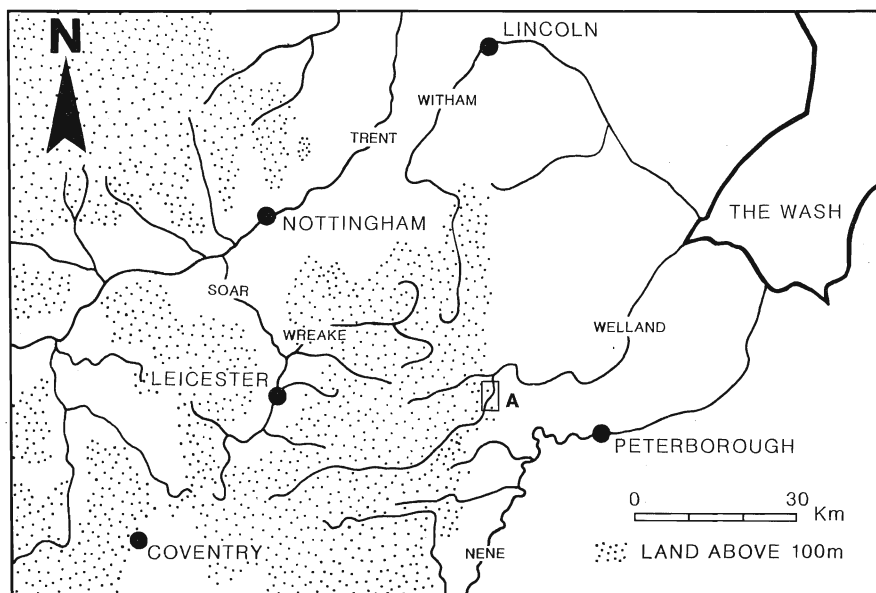 N
LINCOLN
WITHAM
TRENT
THE WASH
NOTTINGHAM
SOAR
WREAKE
WELLAND
LEICESTER
A
PETERBOROUGH
0 30
Km
COVENTRY
NENE
LAND ABOVE 100m